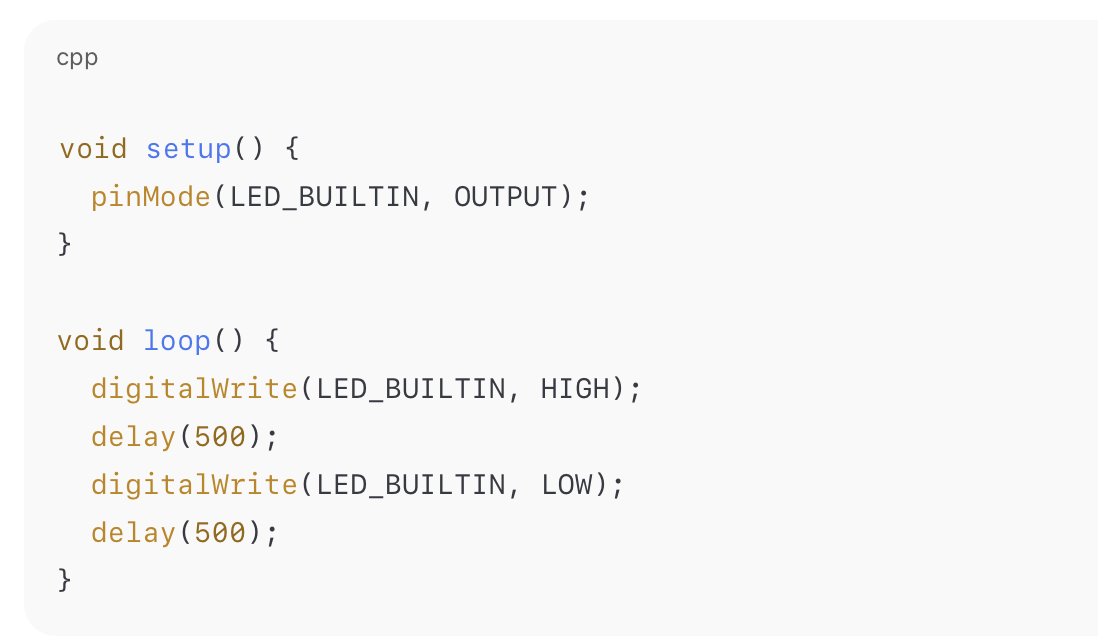 cpp
void setup() {
  pinMode(LED_BUILTIN, OUTPUT);
}
void loop() {
  digitalWrite(LED_BUILTIN, HIGH);
  delay(500);
  digitalWrite(LED_BUILTIN, LOW);
  delay(500);
}